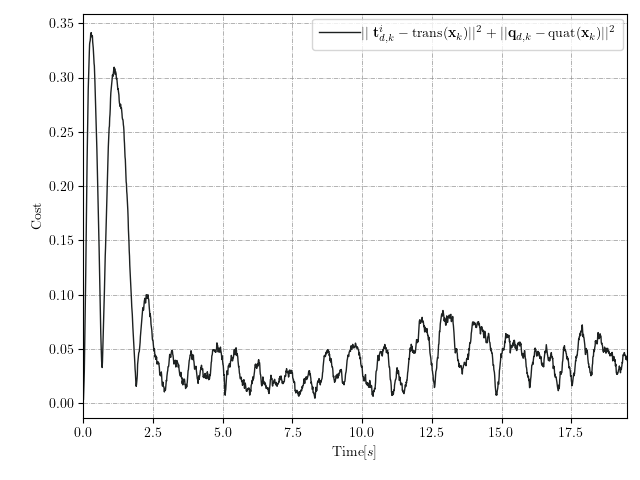 || t^i_{d,k} − trans(x_k)||² + ||q_{d,k} − quat(x_k)||²
0.35
0.30
0.25
0.20
0.15
0.10
0.05
0.00
Cost
0.0 2.5 5.0 7.5 10.0 12.5 15.0 17.5
Time[s]